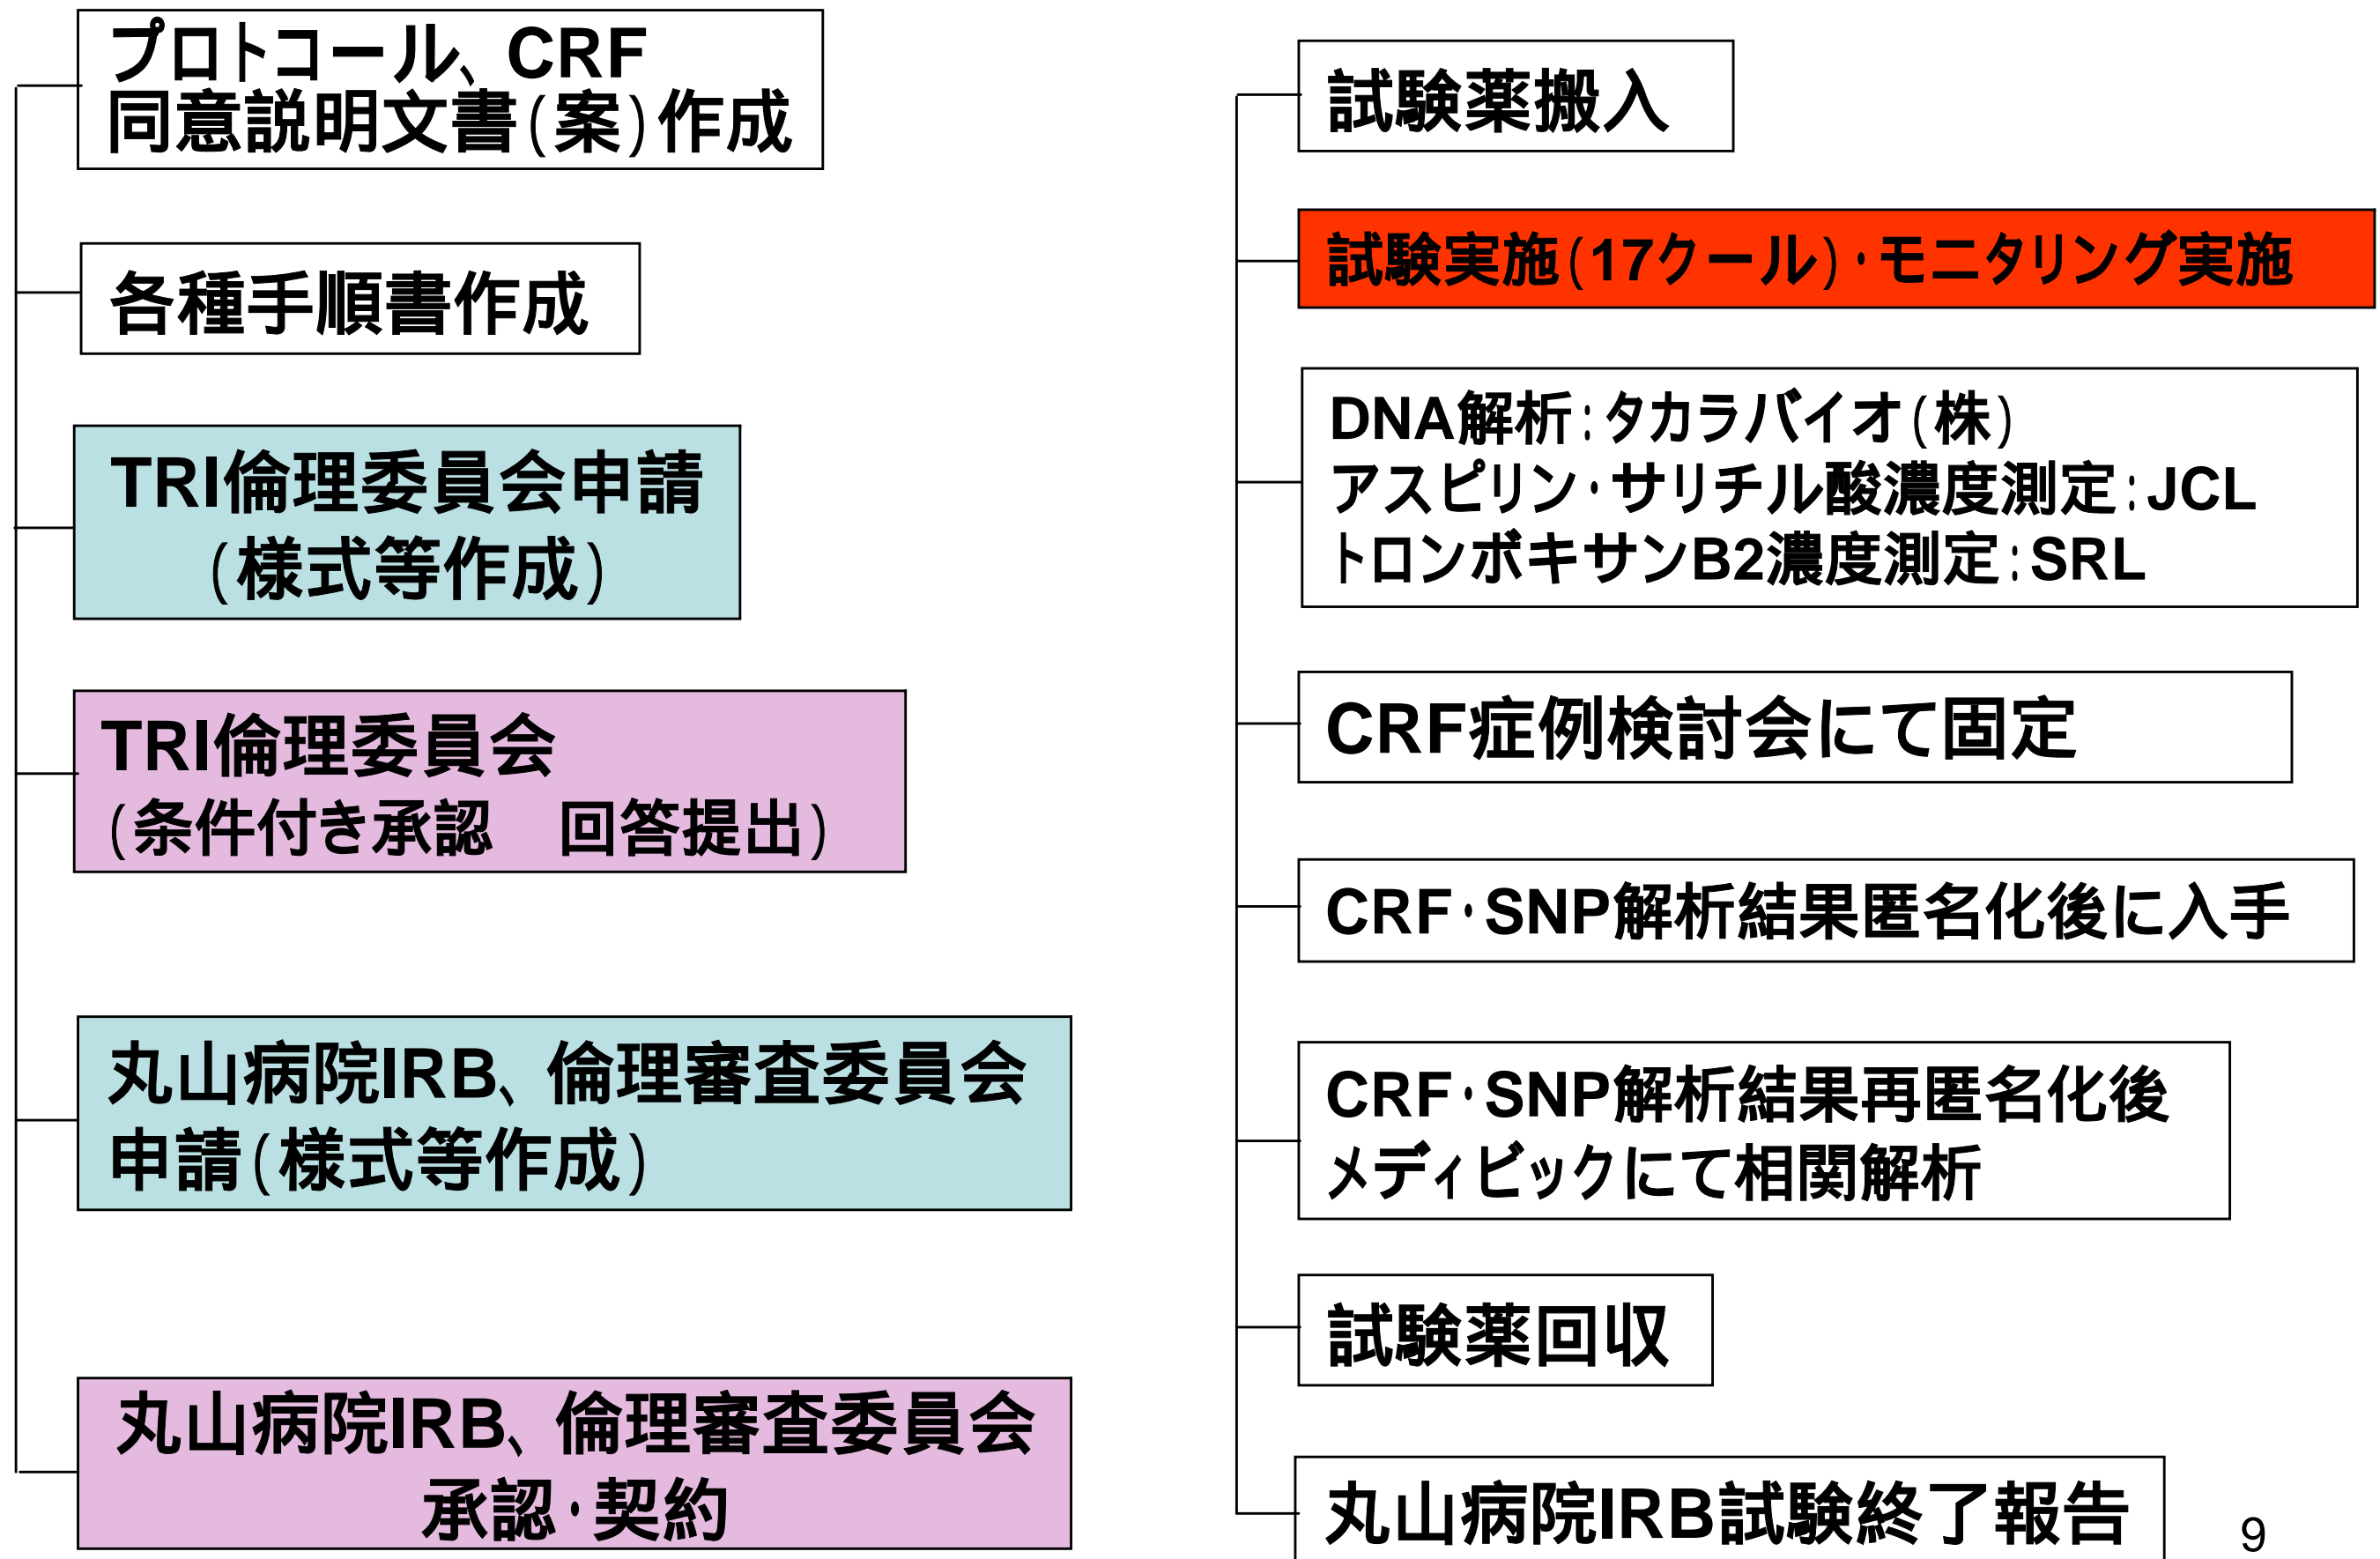 プロトコール、CRF
同意説明文書(案)作成
各種手順書作成
TRI倫理委員会申請
(様式等作成)
TRI倫理委員会
(条件付き承認　回答提出)
丸山病院IRB、倫理審査委員会
申請(様式等作成)
丸山病院IRB、倫理審査委員会
承認・契約
試験薬搬入
試験実施(17クール)・モニタリング実施
DNA解析:タカラバイオ(株)
アスピリン・サリチル酸濃度測定:JCL
トロンボキサンB2濃度測定:SRL
CRF症例検討会にて固定
CRF・SNP解析結果匿名化後に入手
CRF・SNP解析結果再匿名化後
メディビックにて相関解析
試験薬回収
丸山病院IRB試験終了報告
9